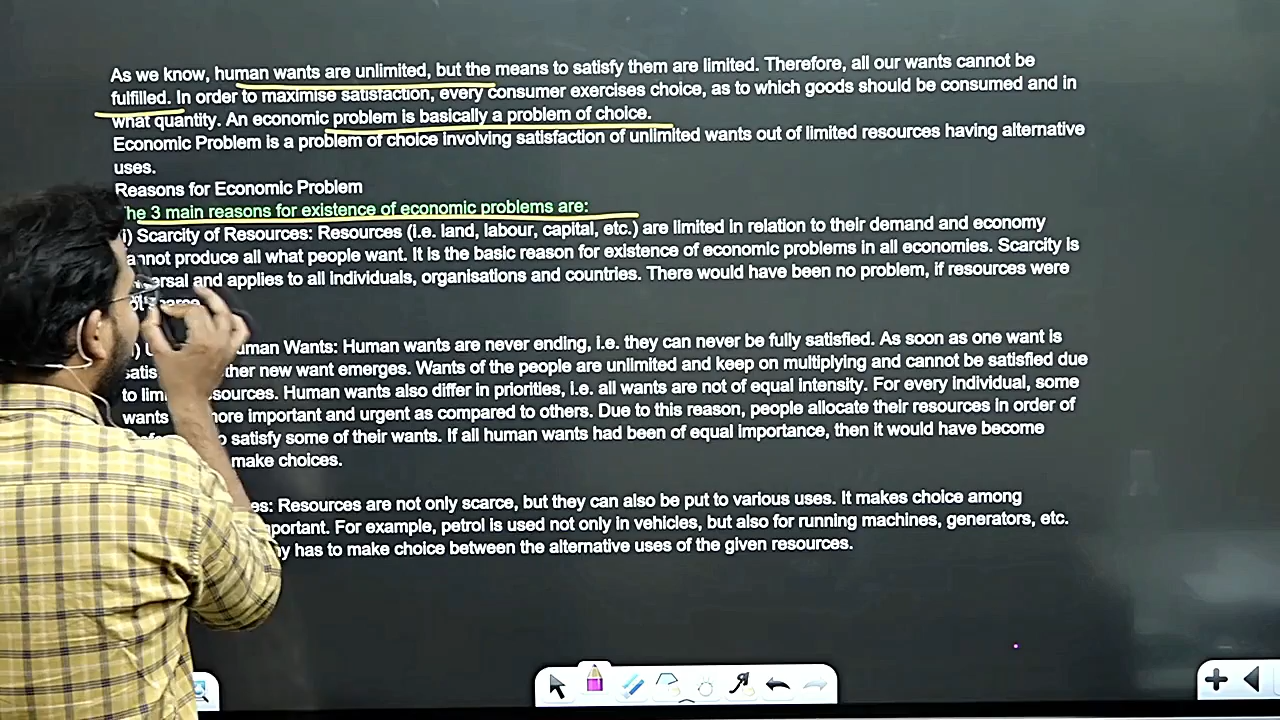 As we know, human wants are unlimited, but the means to satisfy them are limited. Therefore, all our wants cannot be
fulfilled. In order to maximise satisfaction, every consumer exercises choice, as to which goods should be consumed and in
what quantity. An economic problem is basically a problem of choice.
Economic Problem is a problem of choice involving satisfaction of unlimited wants out of limited resources having alternative
uses.
Reasons for Economic Problem
The 3 main reasons for existence of economic problems are:
i) Scarcity of Resources: Resources (i.e. land, labour, capital, etc.) are limited in relation to their demand and economy
annot produce all what people want. It is the basic reason for existence of economic problems in all economies. Scarcity is
ersal and applies to all individuals, organisations and countries. There would have been no problem, if resources were
uman Wants: Human wants are never ending, i.e. they can never be fully satisfied. As soon as one want is
satis ther new want emerges. Wants of the people are unlimited and keep on multiplying and cannot be satisfied due
to lim sources. Human wants also differ in priorities, i.e. all wants are not of equal intensity. For every individual, some
wants more important and urgent as compared to others. Due to this reason, people allocate their resources in order of
o satisfy some of their wants. If all human wants had been of equal importance, then it would have become
make choices.
es: Resources are not only scarce, but they can also be put to various uses. It makes choice among
portant. For example, petrol is used not only in vehicles, but also for running machines, generators, etc.
y has to make choice between the alternative uses of the given resources.